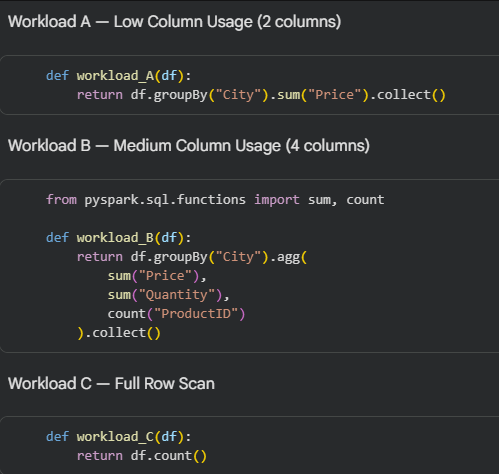 Workload A — Low Column Usage (2 columns)
def workload_A(df):
    return df.groupBy("City").sum("Price").collect()
Workload B — Medium Column Usage (4 columns)
from pyspark.sql.functions import sum, count
def workload_B(df):
    return df.groupBy("City").agg(
        sum("Price"),
        sum("Quantity"),
        count("ProductID")
    ).collect()
Workload C — Full Row Scan
def workload_C(df):
    return df.count()